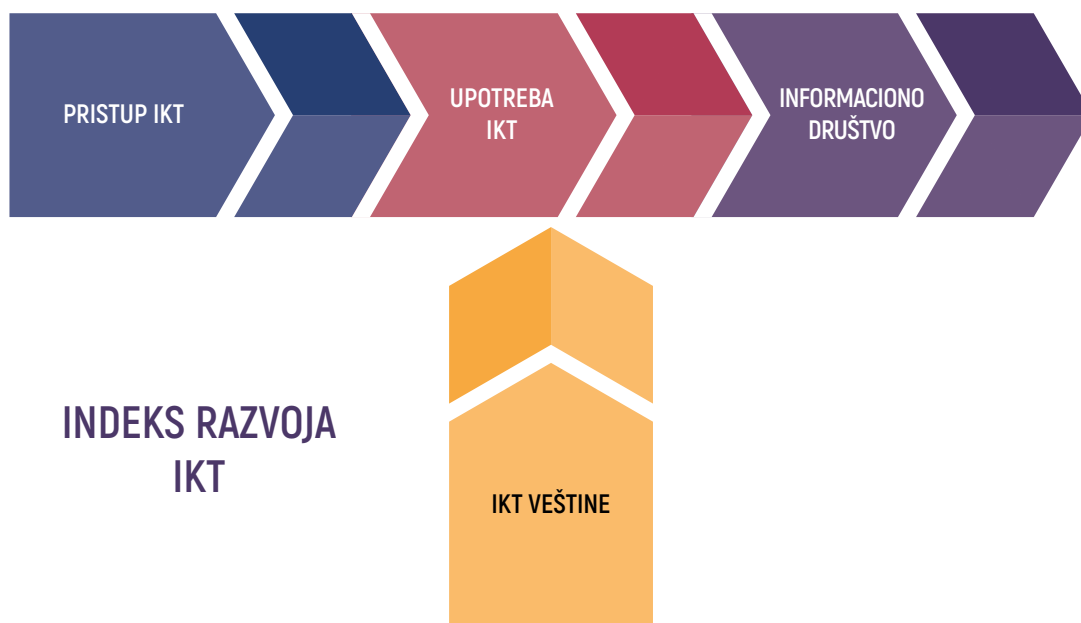 PRISTUP IKT
UPOTREBA
IKT
INFORMACIONO
DRUŠTVO
INDEKS RAZVOJA
IKT
IKT VEŠTINE